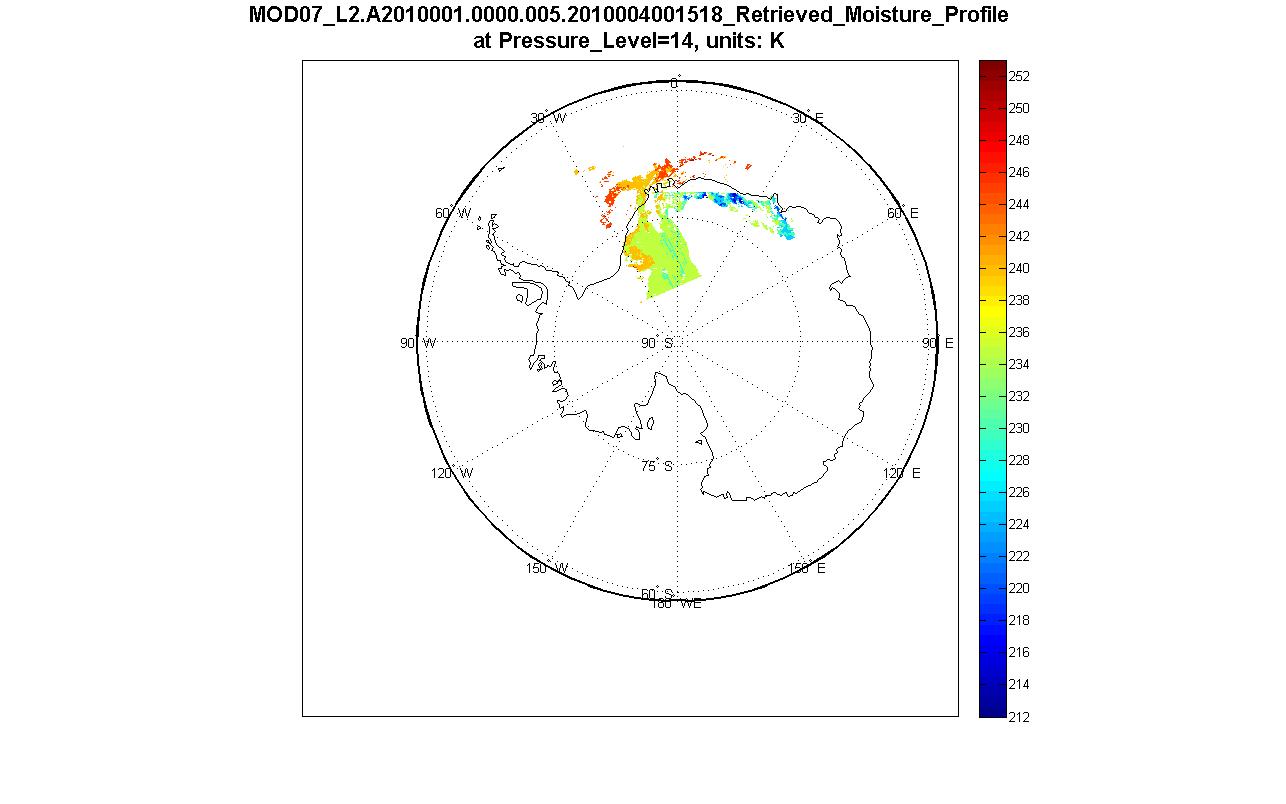 MOD07_L2.A2010001.0000.005.2010004001518_Retrieved_Moisture_Profile
at Pressure_Level=14, units: K
0°
30° W
30° E
60° W
60° E
90° W
90° S
90° E
120° W
75° S
120° E
150° W
150° E
60° S
180° WE
252
250
248
246
244
242
240
238
236
234
232
230
228
226
224
222
220
218
216
214
212